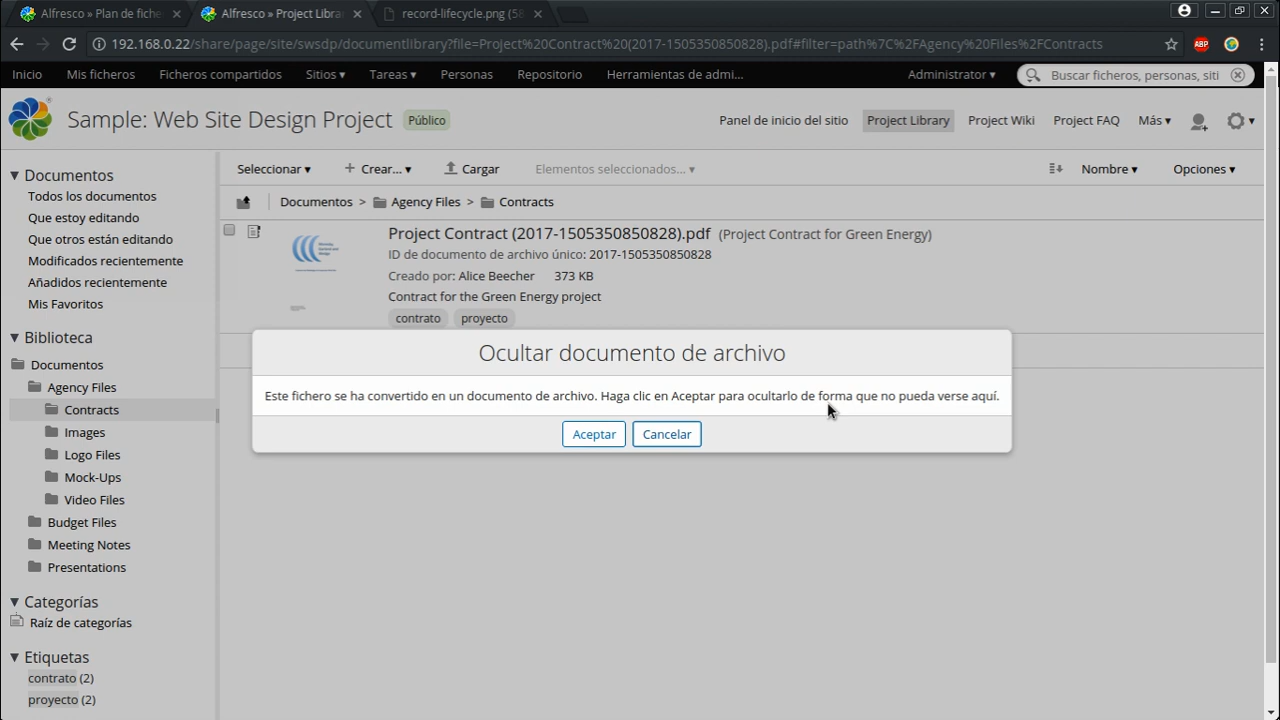 Alfresco » Plan de fiche
Alfresco » Project Libra
record-lifecycle.png (58
192.168.0.22/share/page/site/swsdp/documentlibrary?file=Project%20Contract%20(2017-1505350850828).pdf#filter=path%7C%2FAgency%20Files%2FContracts
ABP
Inicio Mis ficheros Ficheros compartidos Sitios Tareas Personas Repositorio Herramientas de admi... Administrator Buscar ficheros, personas, siti
Sample: Web Site Design Project Público
Panel de inicio del sitio Project Library Project Wiki Project FAQ Más
Seleccionar Crear... Cargar Elementos seleccionados... Nombre Opciones
Documentos > Agency Files > Contracts
Documentos
Todos los documentos
Que estoy editando
Que otros están editando
Modificados recientemente
Añadidos recientemente
Mis Favoritos
Biblioteca
Documentos
Agency Files
Contracts
Images
Logo Files
Mock-Ups
Video Files
Budget Files
Meeting Notes
Presentations
Categorías
Raíz de categorías
Etiquetas
contrato (2)
proyecto (2)
Project Contract (2017-1505350850828).pdf (Project Contract for Green Energy)
ID de documento de archivo único: 2017-1505350850828
Creado por: Alice Beecher 373 KB
Contract for the Green Energy project
contrato proyecto
Ocultar documento de archivo
Este fichero se ha convertido en un documento de archivo. Haga clic en Aceptar para ocultarlo de forma que no pueda verse aquí.
Aceptar Cancelar